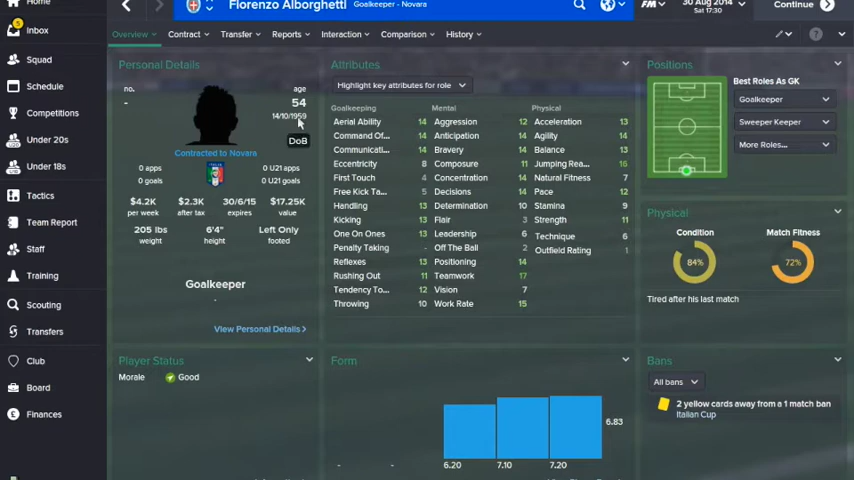 Home
Florenzo Alborghetti
Goalkeeper - Novara
FM
30 Aug 2014
Sat 17:30
Continue
5
Inbox
Overview
Contract
Transfer
Reports
Interaction
Comparison
History
?
Squad
Schedule
Competitions
Under 20s
Under 18s
Tactics
Team Report
Staff
Training
Scouting
Transfers
Club
Board
Finances
Personal Details
no.
-
age
54
14/10/1959
DoB
Contracted to Novara
0 apps
0 goals
0 U21 apps
0 U21 goals
$4.2K
per week
$2.3K
after tax
30/6/15
expires
$17.25K
value
205 lbs
weight
6'4"
height
Left Only
footed
Goalkeeper
-
View Personal Details
Attributes
Highlight key attributes for role
Goalkeeping
Aerial Ability 14
Command Of... 14
Communicati... 14
Eccentricity 8
First Touch 4
Free Kick Ta... 5
Handling 13
Kicking 13
One On Ones 13
Penalty Taking -
Reflexes 13
Rushing Out 11
Tendency To... 12
Throwing 10
Mental
Aggression 12
Anticipation 14
Bravery 14
Composure 11
Concentration 14
Decisions 14
Determination 10
Flair 3
Leadership 6
Off The Ball 2
Positioning 14
Teamwork 17
Vision 7
Work Rate 15
Physical
Acceleration 13
Agility 14
Balance 13
Jumping Rea... 16
Natural Fitness 7
Pace 12
Stamina 9
Strength 11
Technique 6
Outfield Rating 1
Positions
Best Roles As GK
Goalkeeper
Sweeper Keeper
More Roles...
Physical
Condition
84%
Match Fitness
72%
Tired after his last match
Player Status
Morale Good
Form
- - 6.20 7.10 7.20
6.83
Bans
All bans
2 yellow cards away from a 1 match ban
Italian Cup